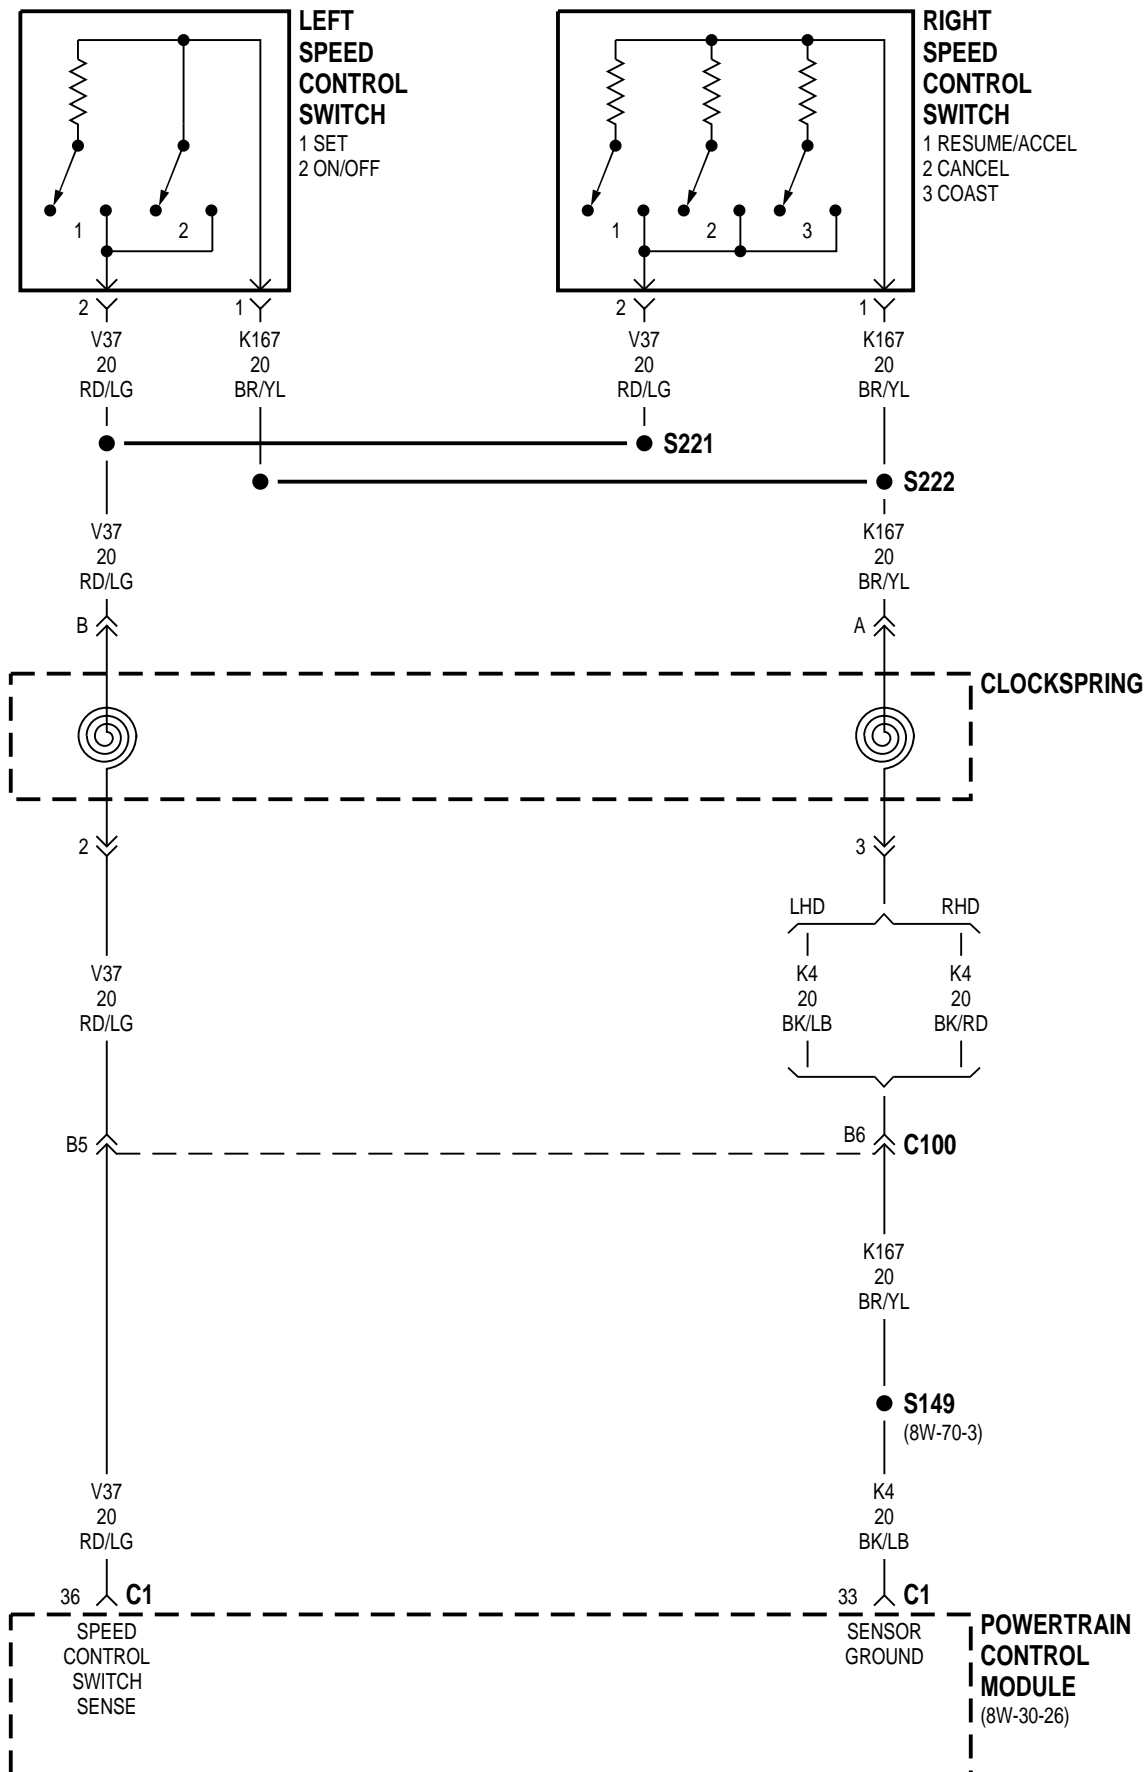 LEFT
SPEED
CONTROL
SWITCH
1 SET
2 ON/OFF
RIGHT
SPEED
CONTROL
SWITCH
1 RESUME/ACCEL
2 CANCEL
3 COAST
1
2
1
2
3
2
1
2
1
V37
20
RD/LG
K167
20
BR/YL
V37
20
RD/LG
K167
20
BR/YL
S221
S222
V37
20
RD/LG
K167
20
BR/YL
B
A
CLOCKSPRING
2
3
LHD
RHD
V37
20
RD/LG
K4
20
BK/LB
K4
20
BK/RD
B5
B6
C100
K167
20
BR/YL
S149
(8W-70-3)
V37
20
RD/LG
K4
20
BK/LB
36
C1
33
C1
SPEED
CONTROL
SWITCH
SENSE
SENSOR
GROUND
POWERTRAIN
CONTROL
MODULE
(8W-30-26)